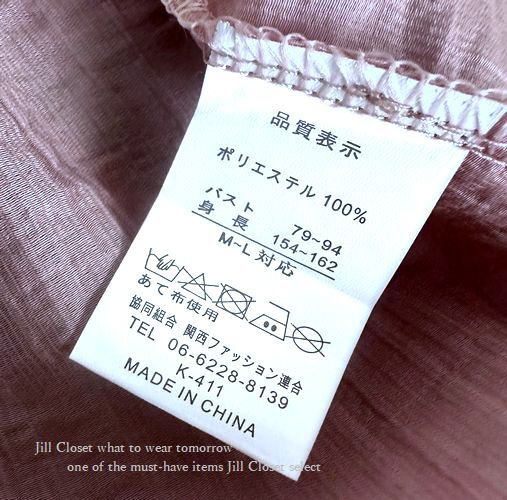 品質表示
ポリエステル 100%
バスト 79~94
身長 154~162
M~L 対応
あて布使用
協同組合 関西ファッション連合
TEL 06-6228-8139
K-411
MADE IN CHINA
Jill Closet what to wear tomorrow
one of the must-have items Jill Closet select